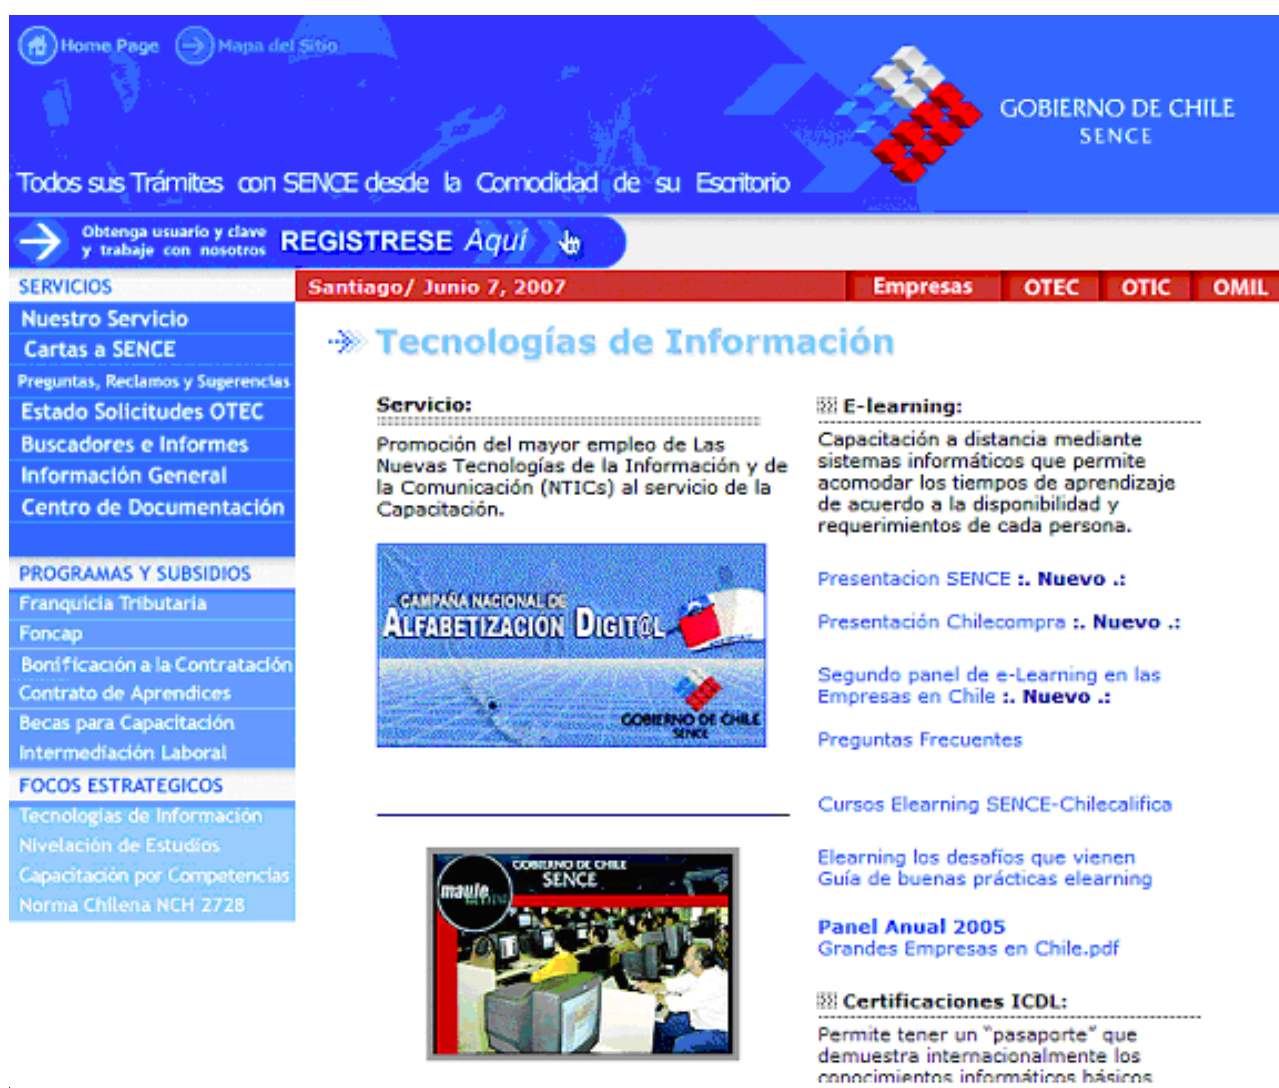 Home Page
Mapa del Sitio
GOBIERNO DE CHILE
SENCE
Todos sus Trámites con SENCE desde la Comodidad de su Escritorio
Obtenga usuario y clave
y trabaje con nosotros
REGISTRESE Aquí
SERVICIOS
Nuestro Servicio
Cartas a SENCE
Preguntas, Reclamos y Sugerencias
Estado Solicitudes OTEC
Buscadores e Informes
Información General
Centro de Documentación
PROGRAMAS Y SUBSIDIOS
Franquicia Tributaria
Foncap
Bonificación a la Contratación
Contrato de Aprendices
Becas para Capacitación
Intermediación Laboral
FOCOS ESTRATEGICOS
Tecnologías de Información
Nivelación de Estudios
Capacitación por Competencias
Norma Chilena NCH 2728
Santiago/ Junio 7, 2007
Empresas
OTEC
OTIC
OMIL
Tecnologías de Información
Servicio:
Promoción del mayor empleo de Las
Nuevas Tecnologías de la Información y de
la Comunicación (NTICs) al servicio de la
Capacitación.
CAMPAÑA NACIONAL DE
ALFABETIZACIÓN DIGIT@L
GOBIERNO DE CHILE
SENCE
GOBIERNO DE CHILE
SENCE
maule
E-learning:
Capacitación a distancia mediante
sistemas informáticos que permite
acomodar los tiempos de aprendizaje
de acuerdo a la disponibilidad y
requerimientos de cada persona.
Presentacion SENCE :. Nuevo .:
Presentación Chilecompra :. Nuevo .:
Segundo panel de e-Learning en las
Empresas en Chile :. Nuevo .:
Preguntas Frecuentes
Cursos Elearning SENCE-Chilecalifica
Elearning los desafíos que vienen
Guía de buenas prácticas elearning
Panel Anual 2005
Grandes Empresas en Chile.pdf
Certificaciones ICDL:
Permite tener un "pasaporte" que
demuestra internacionalmente los
conocimientos informáticos básicos